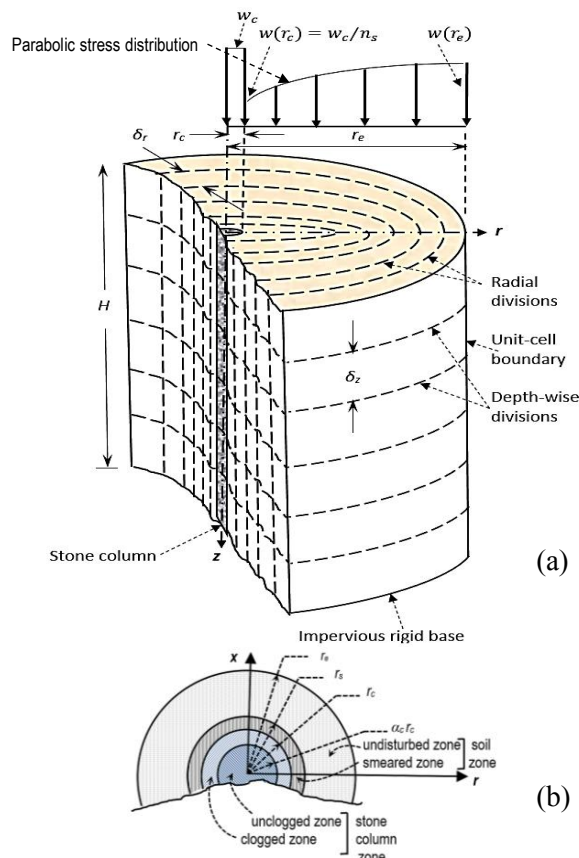 w_c
w(r_c) = w_c/n_s
w(r_e)
Parabolic stress distribution
δ_r
r_c
r_e
r
H
Radial
divisions
Unit-cell
boundary
δ_z
Depth-wise
divisions
Stone column
z
(a)
Impervious rigid base
x
r_e
r_s
r_c
α_c r_c
undisturbed zone
soil
smeared zone
zone
r
unclogged zone
stone
clogged zone
column
zone
(b)